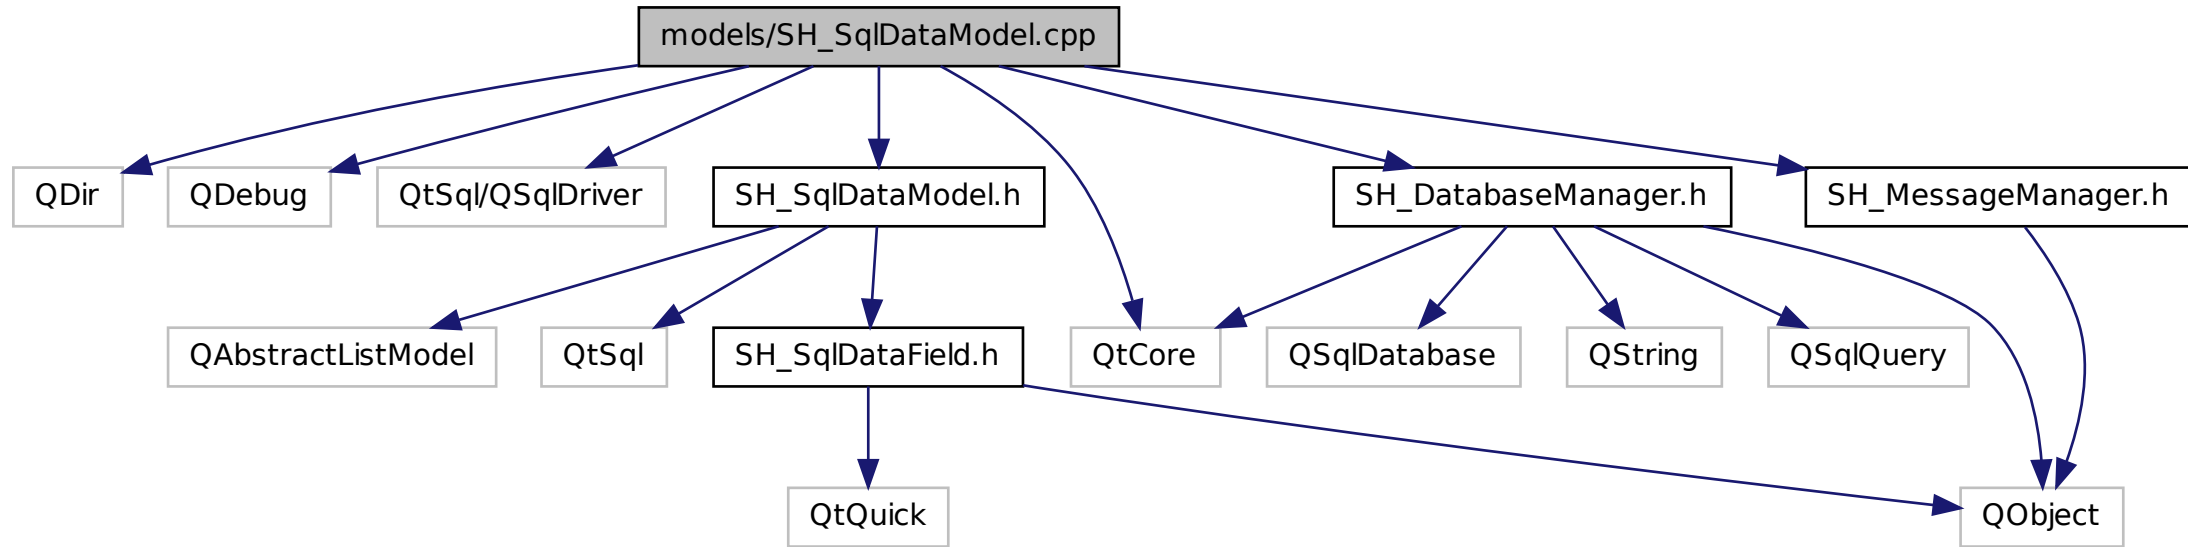 models/SH_SqlDataModel.cpp
QDir
QDebug
QtSql/QSqlDriver
SH_SqlDataModel.h
SH_DatabaseManager.h
SH_MessageManager.h
QAbstractListModel
QtSql
SH_SqlDataField.h
QtCore
QSqlDatabase
QString
QSqlQuery
QtQuick
QObject